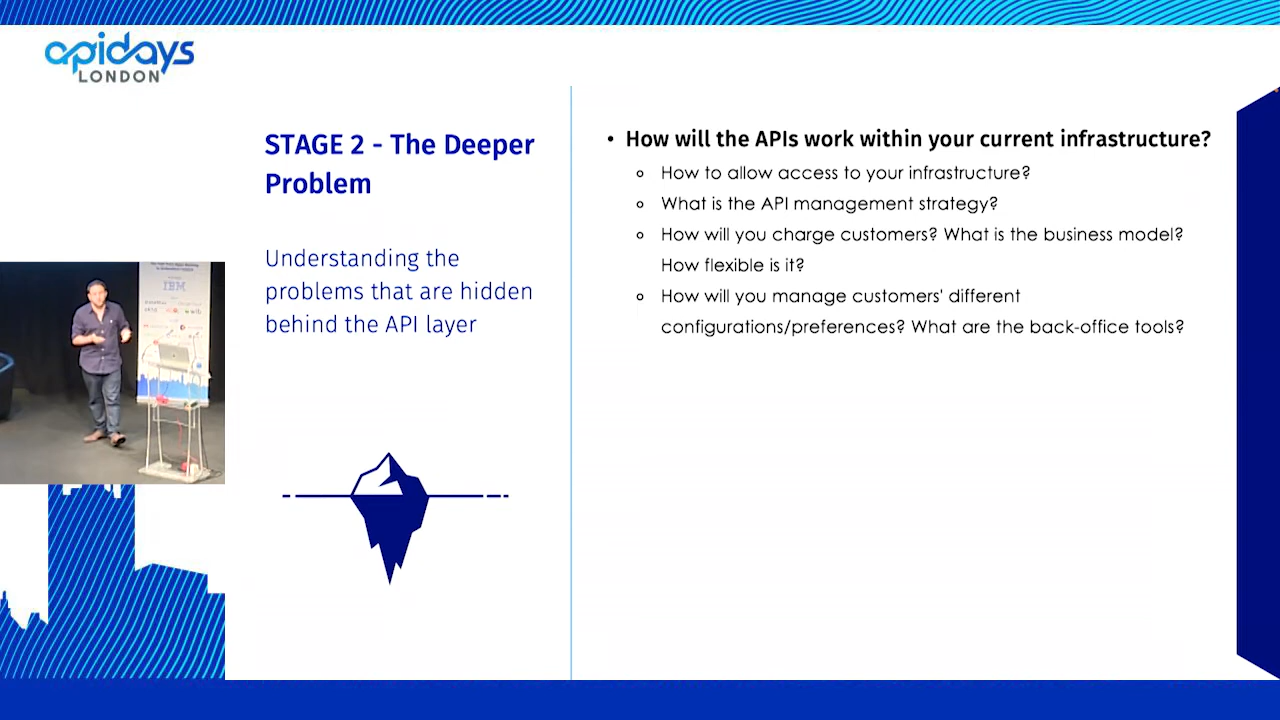 apidays
LONDON
STAGE 2 - The Deeper
Problem
Understanding the
problems that are hidden
behind the API layer
• How will the APIs work within your current infrastructure?
o How to allow access to your infrastructure?
o What is the API management strategy?
o How will you charge customers? What is the business model?
How flexible is it?
o How will you manage customers' different
configurations/preferences? What are the back-office tools?
IBM